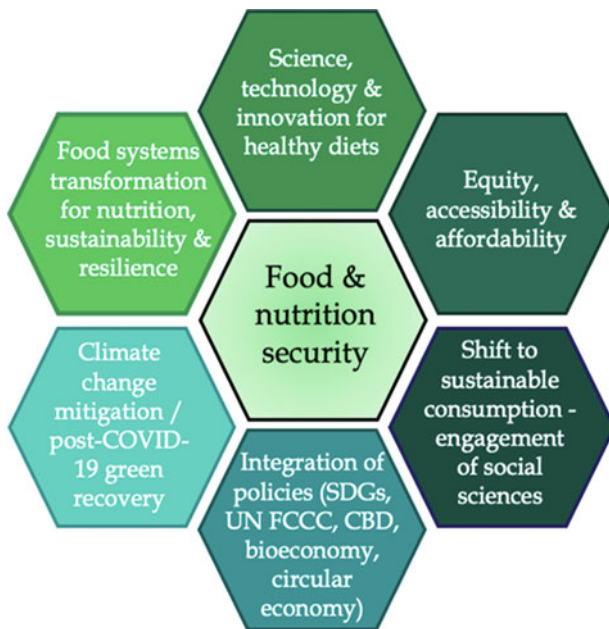 Science,
technology &
innovation for
healthy diets
Food systems
transformation
for nutrition,
sustainability &
resilience
Equity,
accessibility &
affordability
Food &
nutrition
security
Climate
change
mitigation /
post-COVID-
19 green
recovery
Shift to
sustainable
consumption -
engagement
of social
sciences
Integration of
policies (SDGs,
UN FCCC, CBD,
bioeconomy,
circular
economy)